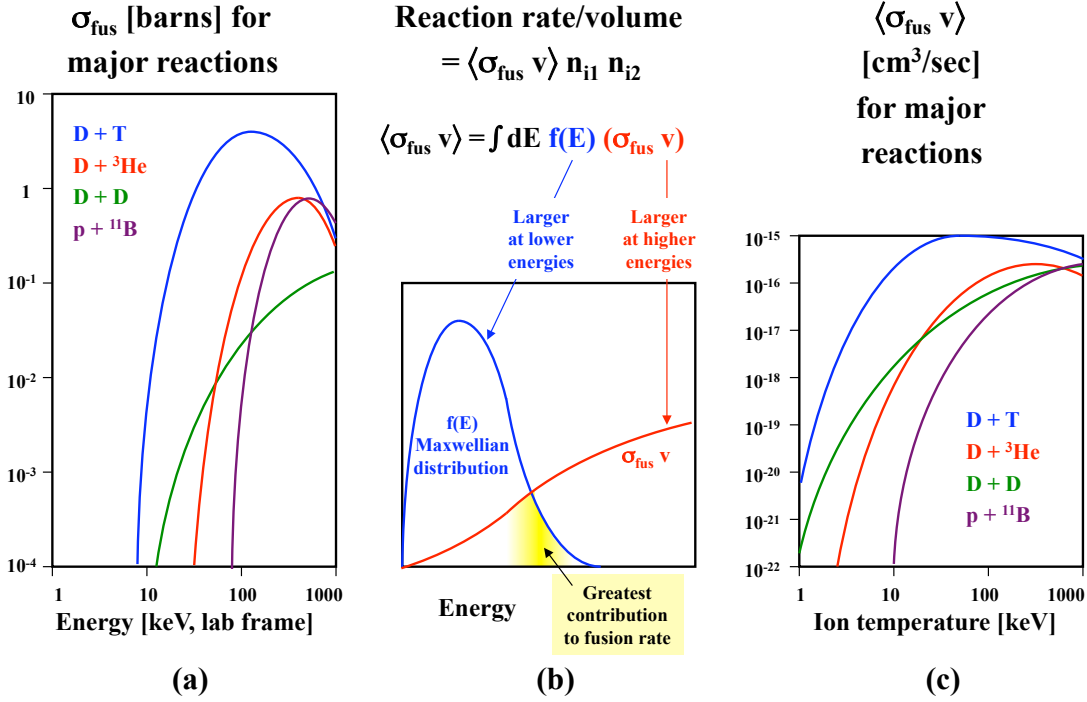 σfus [barns] for
major reactions
10
1
10-1
10-2
10-3
10-4
D + T
D + 3He
D + D
p + 11B
1 10 100 1000
Energy [keV, lab frame]
(a)
Reaction rate/volume
= ⟨σfus v⟩ ni1 ni2
⟨σfus v⟩ = ∫ dE f(E) (σfus v)
Larger
at lower
energies
Larger
at higher
energies
f(E)
Maxwellian
distribution
σfus v
Energy
Greatest
contribution
to fusion rate
(b)
⟨σfus v⟩
[cm3/sec]
for major
reactions
10-15
10-16
10-17
10-18
10-19
10-20
10-21
10-22
D + T
D + 3He
D + D
p + 11B
1 10 100 1000
Ion temperature [keV]
(c)